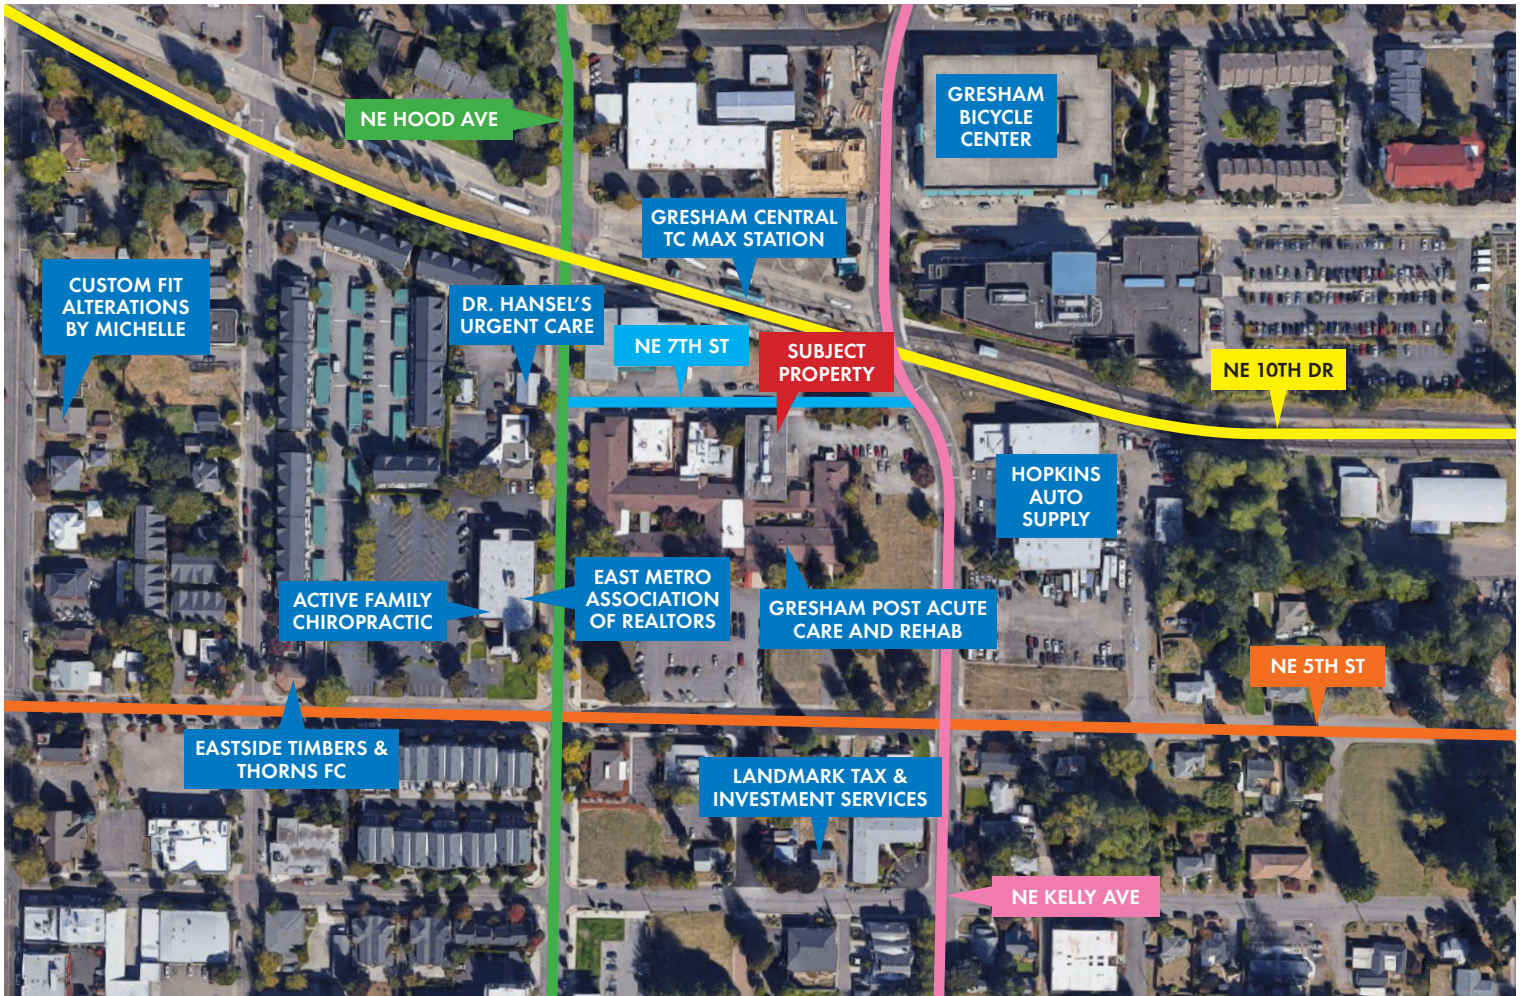 NE HOOD AVE
GRESHAM
BICYCLE
CENTER
GRESHAM CENTRAL
TC MAX STATION
CUSTOM FIT
ALTERATIONS
BY MICHELLE
DR. HANSEL'S
URGENT CARE
NE 7TH ST
SUBJECT
PROPERTY
NE 10TH DR
HOPKINS
AUTO
SUPPLY
ACTIVE FAMILY
CHIROPRACTIC
EAST METRO
ASSOCIATION
OF REALTORS
GRESHAM POST ACUTE
CARE AND REHAB
NE 5TH ST
EASTSIDE TIMBERS &
THORNS FC
LANDMARK TAX &
INVESTMENT SERVICES
NE KELLY AVE